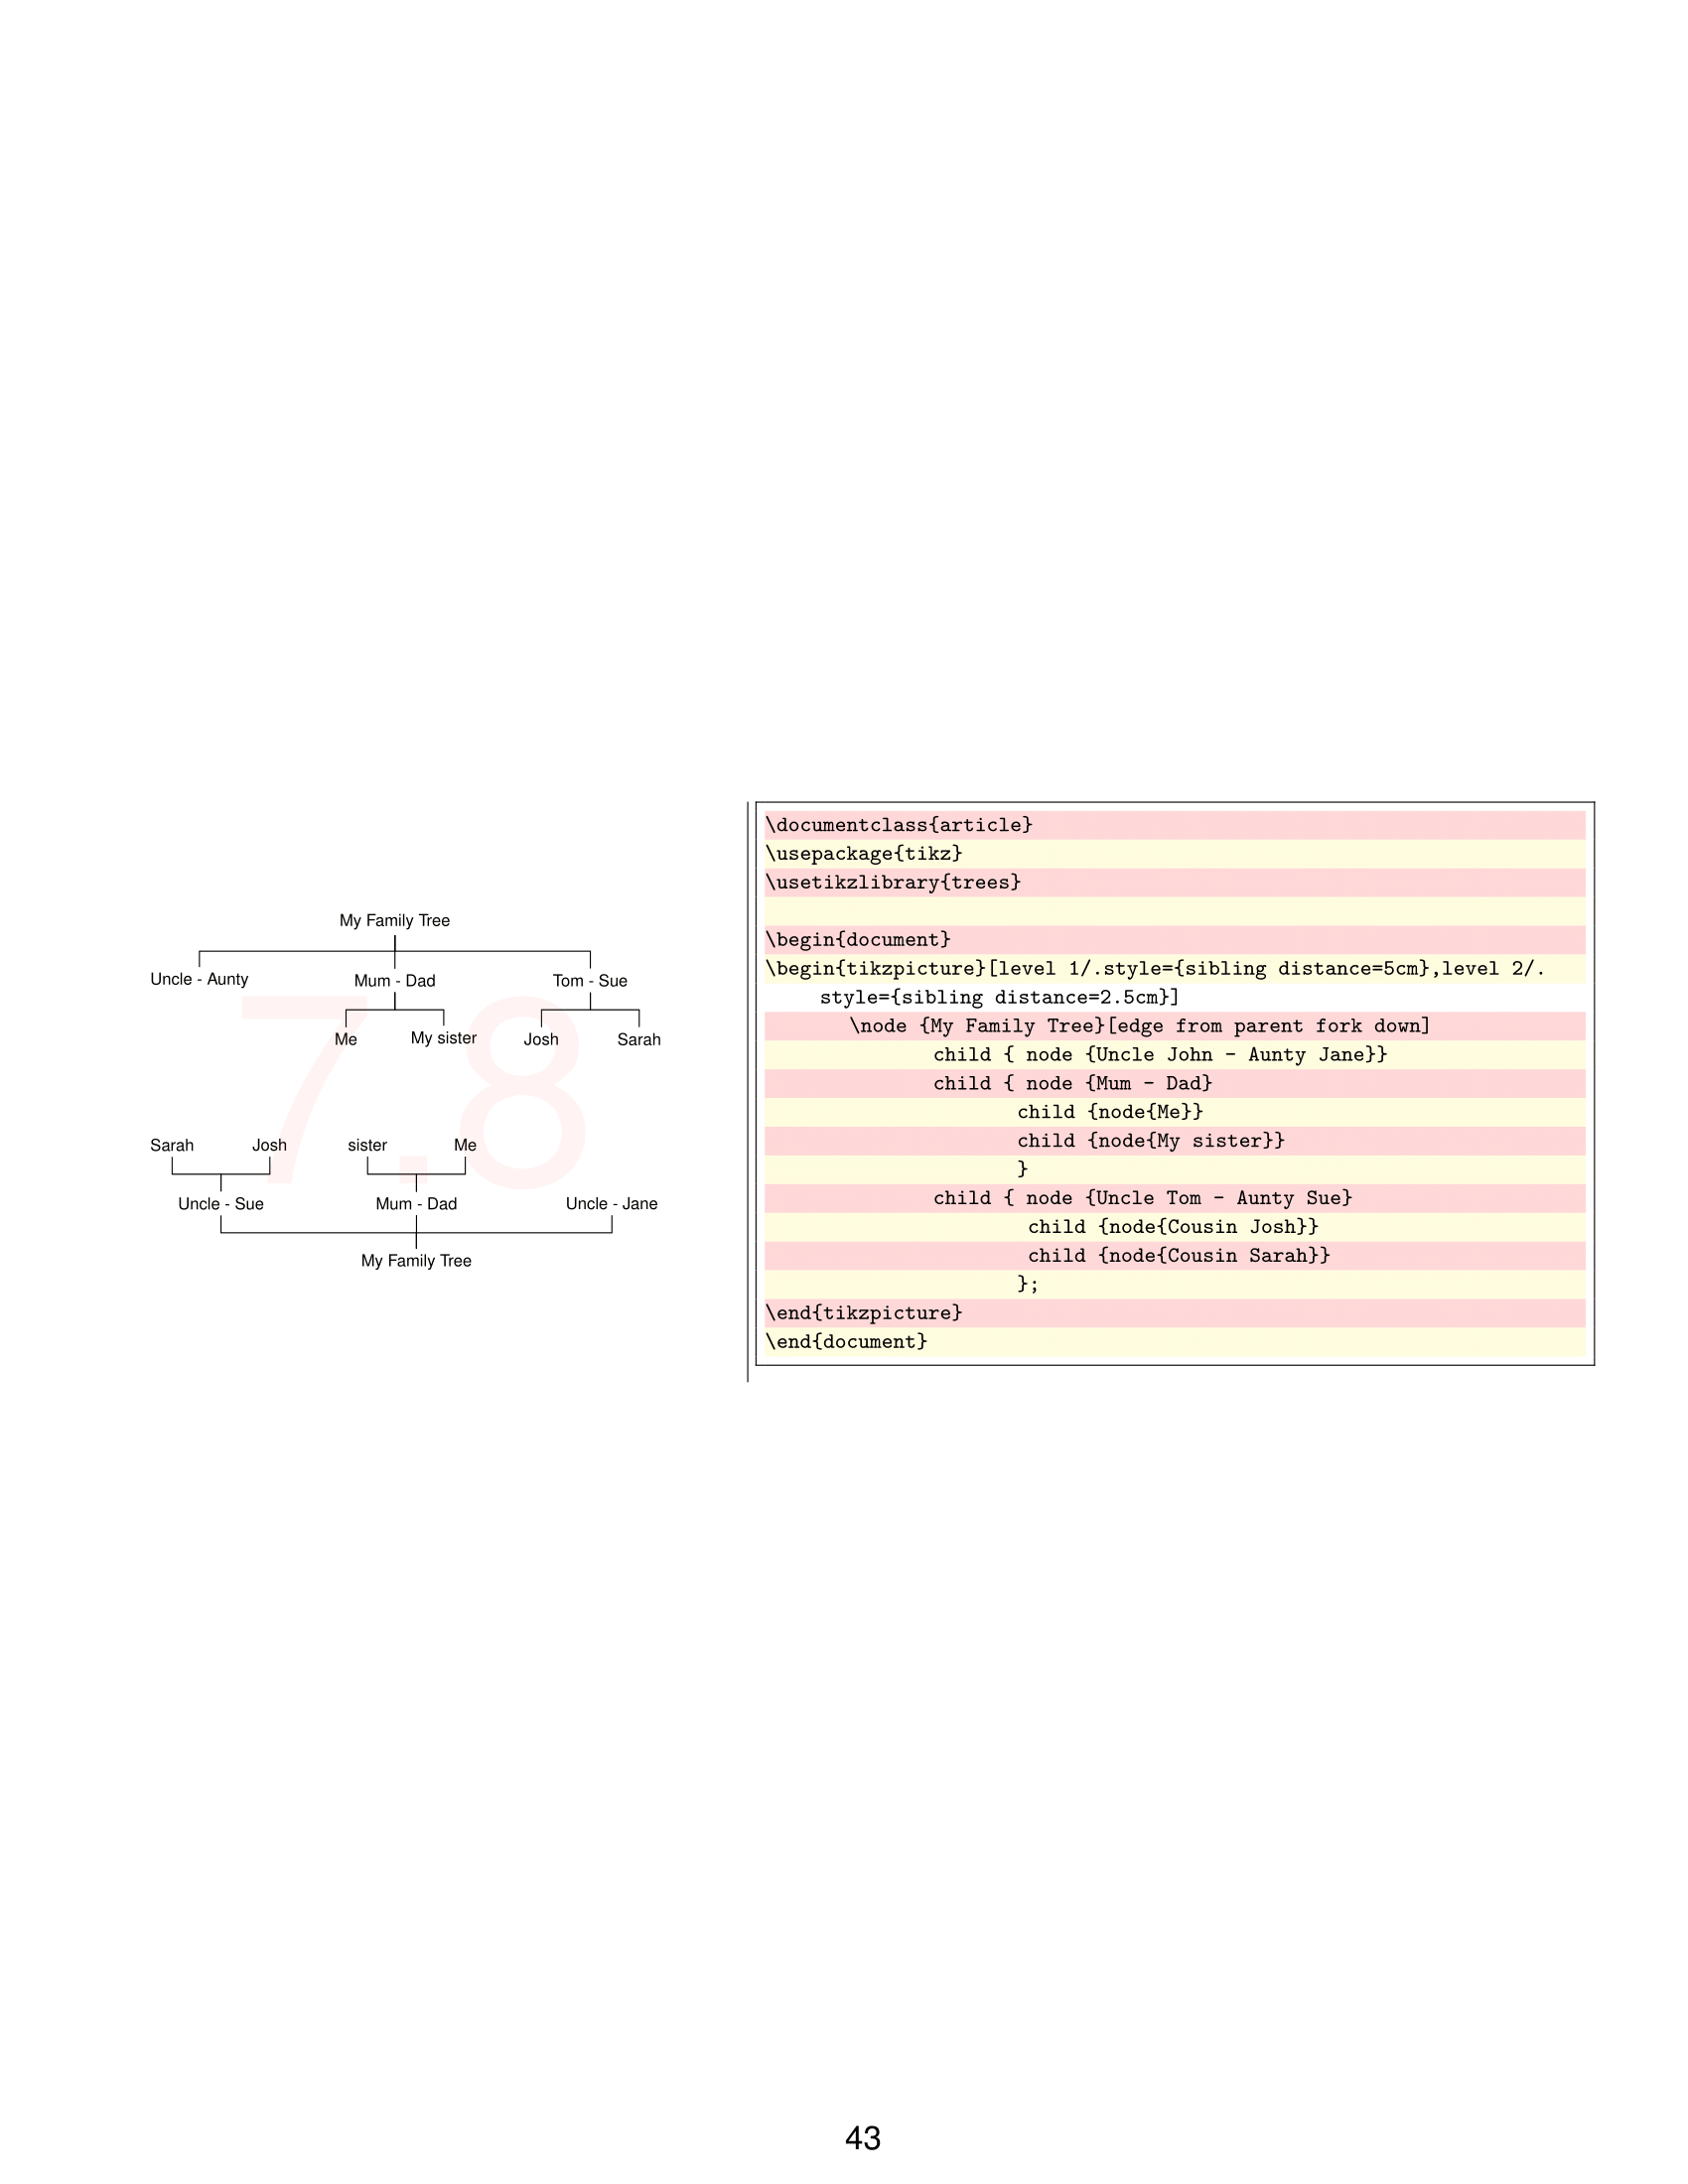 My Family Tree
Uncle - Aunty Mum - Dad Tom - Sue
Me My sister Josh Sarah
7.8
Sarah Josh sister Me
Uncle - Sue Mum - Dad Uncle - Jane
My Family Tree
\documentclass{article}
\usepackage{tikz}
\usetikzlibrary{trees}
\begin{document}
\begin{tikzpicture}[level 1/.style={sibling distance=5cm},level 2/.
style={sibling distance=2.5cm}]
\node {My Family Tree}[edge from parent fork down]
child { node {Uncle John - Aunty Jane}}
child { node {Mum - Dad}
child {node{Me}}
child {node{My sister}}
}
child { node {Uncle Tom - Aunty Sue}
child {node{Cousin Josh}}
child {node{Cousin Sarah}}
};
\end{tikzpicture}
\end{document}
43